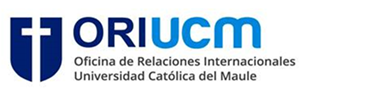 ORIUCM
Oficina de Relaciones Internacionales
Universidad Católica del Maule